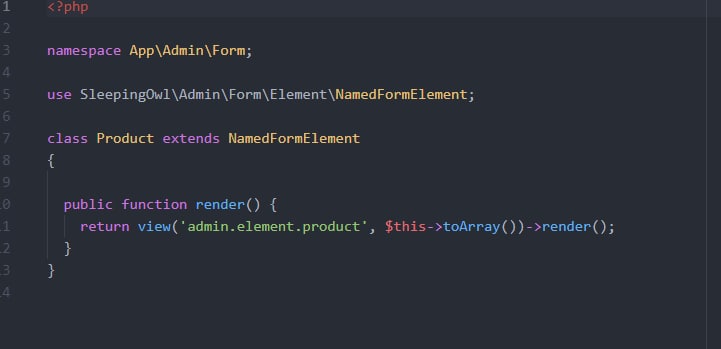 1 <?php
2
3 namespace App\Admin\Form;
4
5 use SleepingOwl\Admin\Form\Element\NamedFormElement;
6
7 class Product extends NamedFormElement
8 {
9
0 public function render() {
1 return view('admin.element.product', $this->toArray())->render();
2 }
3 }
4